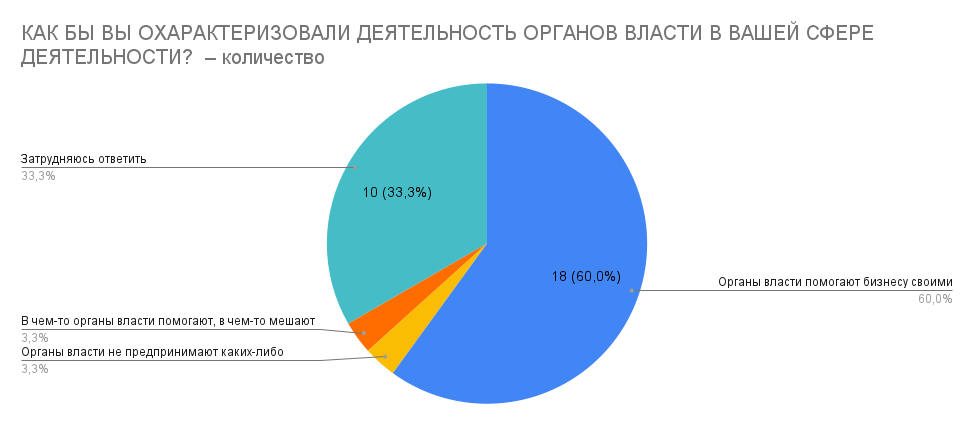 КАК БЫ ВЫ ОХАРАКТЕРИЗОВАЛИ ДЕЯТЕЛЬНОСТЬ ОРГАНОВ ВЛАСТИ В ВАШЕЙ СФЕРЕ
ДЕЯТЕЛЬНОСТИ? – количество
Затрудняюсь ответить
33,3%
10 (33,3%)
18 (60,0%)
Органы власти помогают бизнесу своими
60,0%
В чем-то органы власти помогают, в чем-то мешают
3,3%
Органы власти не предпринимают каких-либо
3,3%